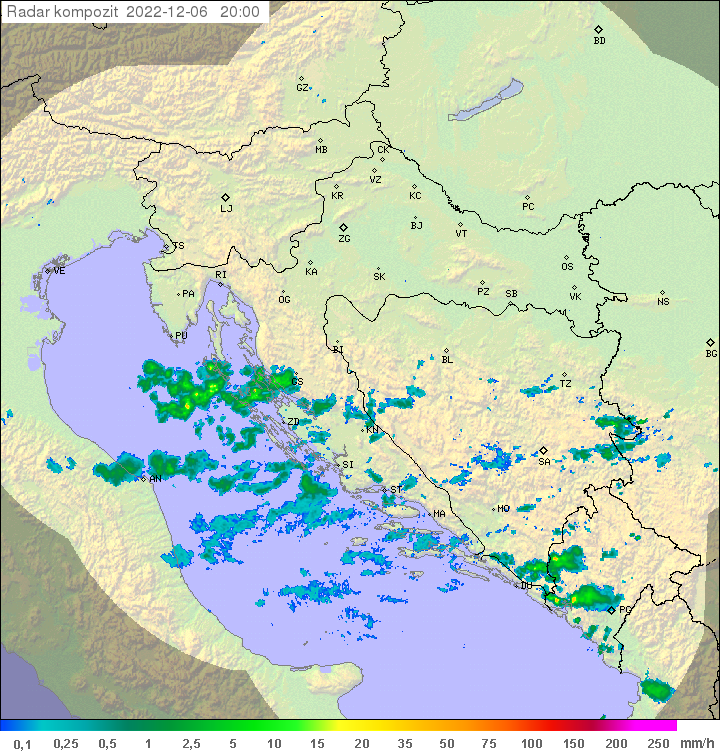 Radar kompozit 2022-12-06 20:00
BD
GZ
MB
CK
VZ
KR
KC
LJ
PC
BJ
ZG
VT
TS
VE
KA
OS
RI
SK
PA
OG
PZ
SB
VK
NS
PU
BI
BL
BG
GS
TZ
ZD
KN
SI
SA
AN
ST
MA
MO
DU
PG
0,1 0,25 0,5 1 2,5 5 10 15 20 35 50 75 100 150 200 250 mm/h